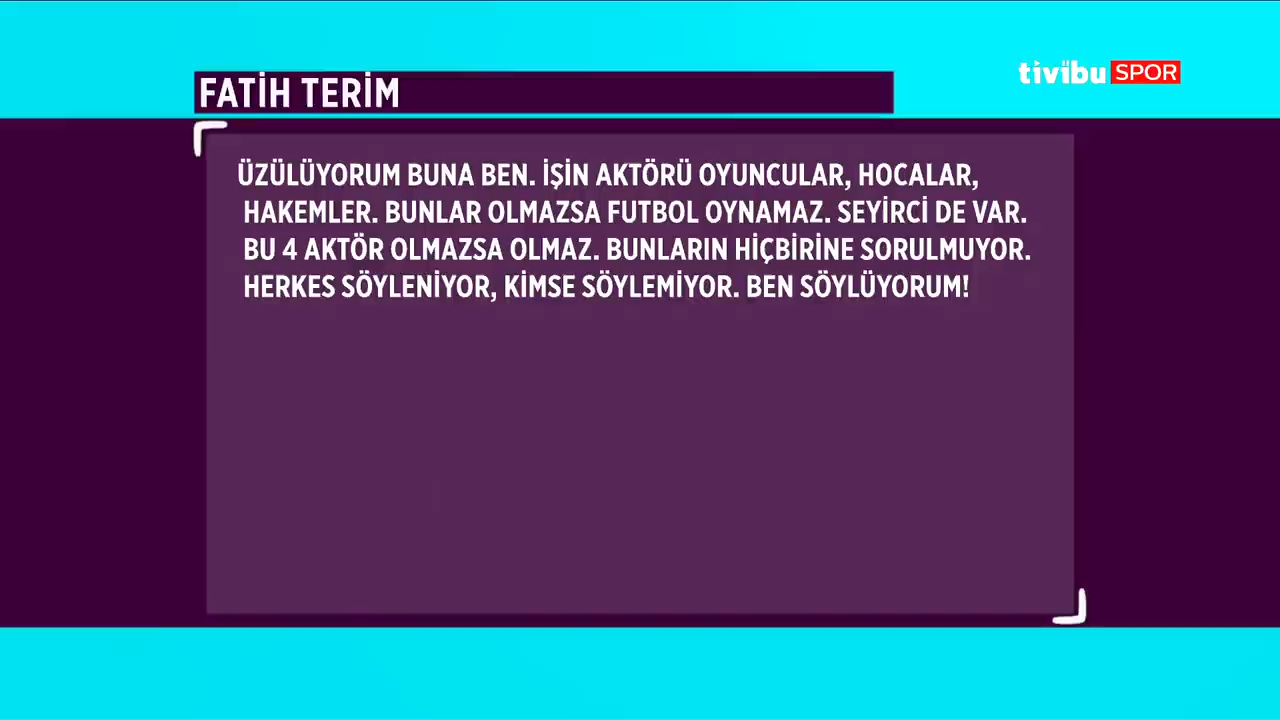 tivibu SPOR
FATİH TERİM
ÜZÜLÜYORUM BUNA BEN. İŞİN AKTÖRÜ OYUNCULAR, HOCALAR,
HAKEMLER. BUNLAR OLMAZSA FUTBOL OYNAMAZ. SEYİRCİ DE VAR.
BU 4 AKTÖR OLMAZSA OLMAZ. BUNLARIN HİÇBİRİNE SORULMUYOR.
HERKES SÖYLENİYOR, KİMSE SÖYLEMİYOR. BEN SÖYLÜYORUM!